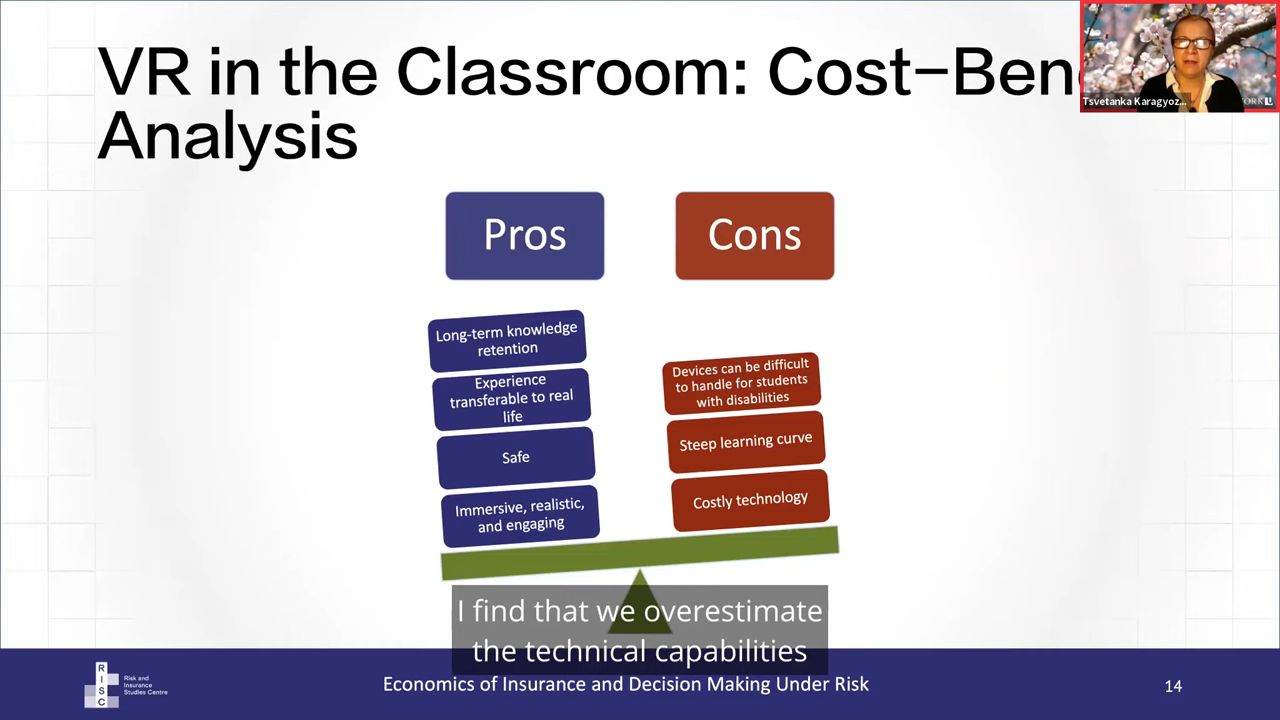 VR in the Classroom: Cost-Ben
Analysis
Tsvetanka Karagyoz...
Pros
Cons
Long-term knowledge
retention
Experience
transferable to real
life
Safe
Immersive, realistic,
and engaging
Devices can be difficult
to handle for students
with disabilities
Steep learning curve
Costly technology
I find that we overestimate
the technical capabilities
RISC
Risk and
Insurance
Studies Centre
Economics of Insurance and Decision Making Under Risk
14